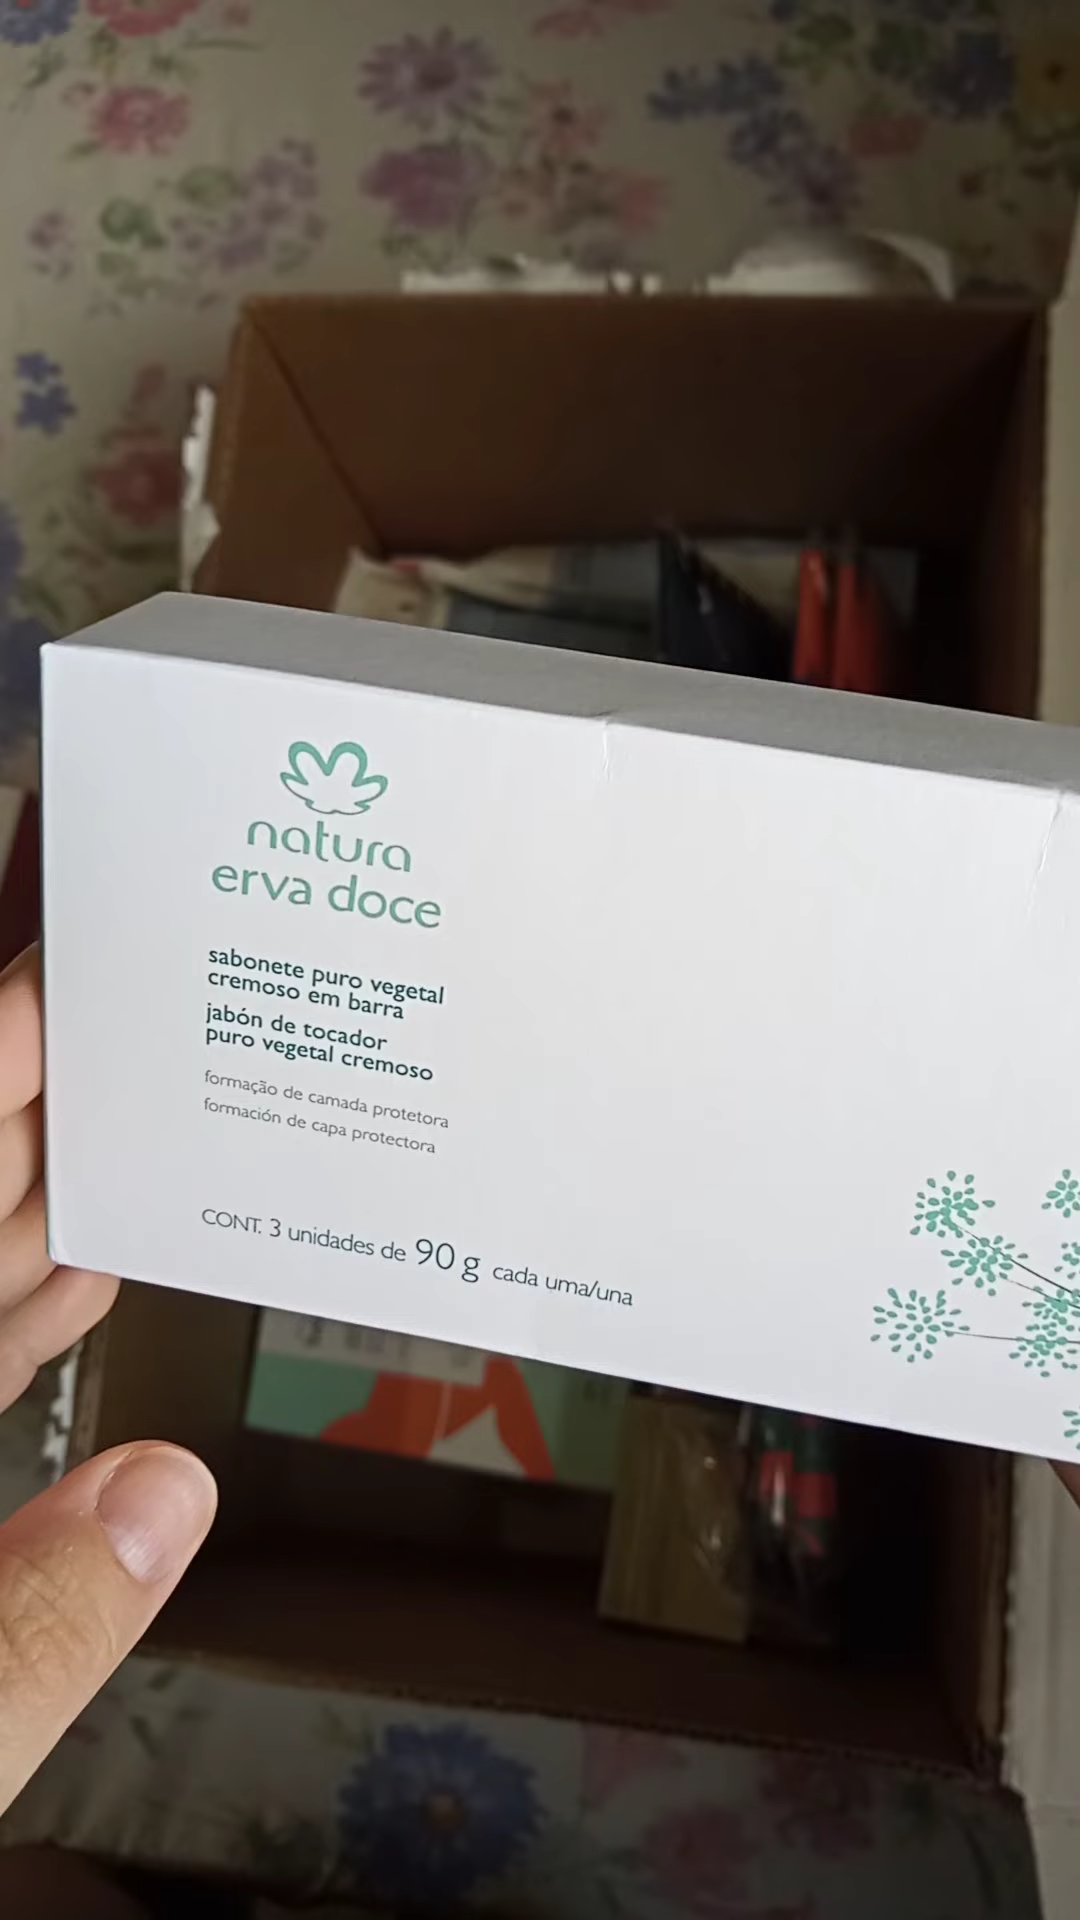 natura
erva doce
sabonete puro vegetal
cremoso em barra
jabón de tocador
puro vegetal cremoso
formação de camada protetora
formación de capa protectora
CONT. 3 unidades de 90 g cada uma/una